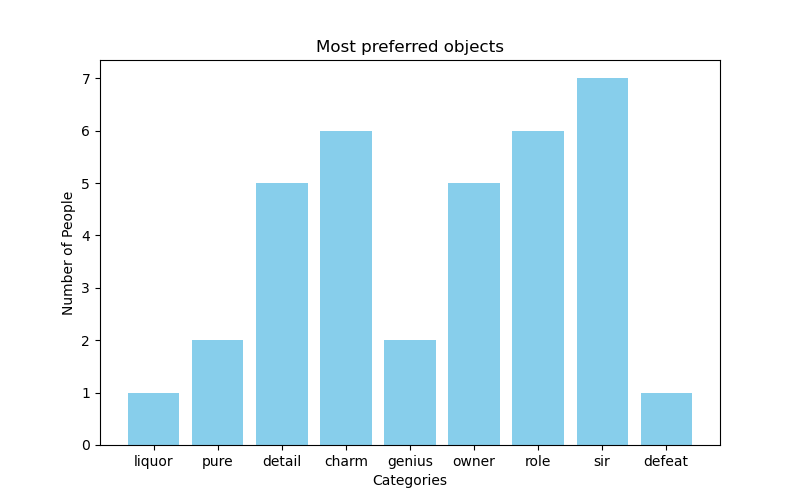 Most preferred objects
Number of People
7
6
5
4
3
2
1
0
liquor pure detail charm genius owner role sir defeat
Categories